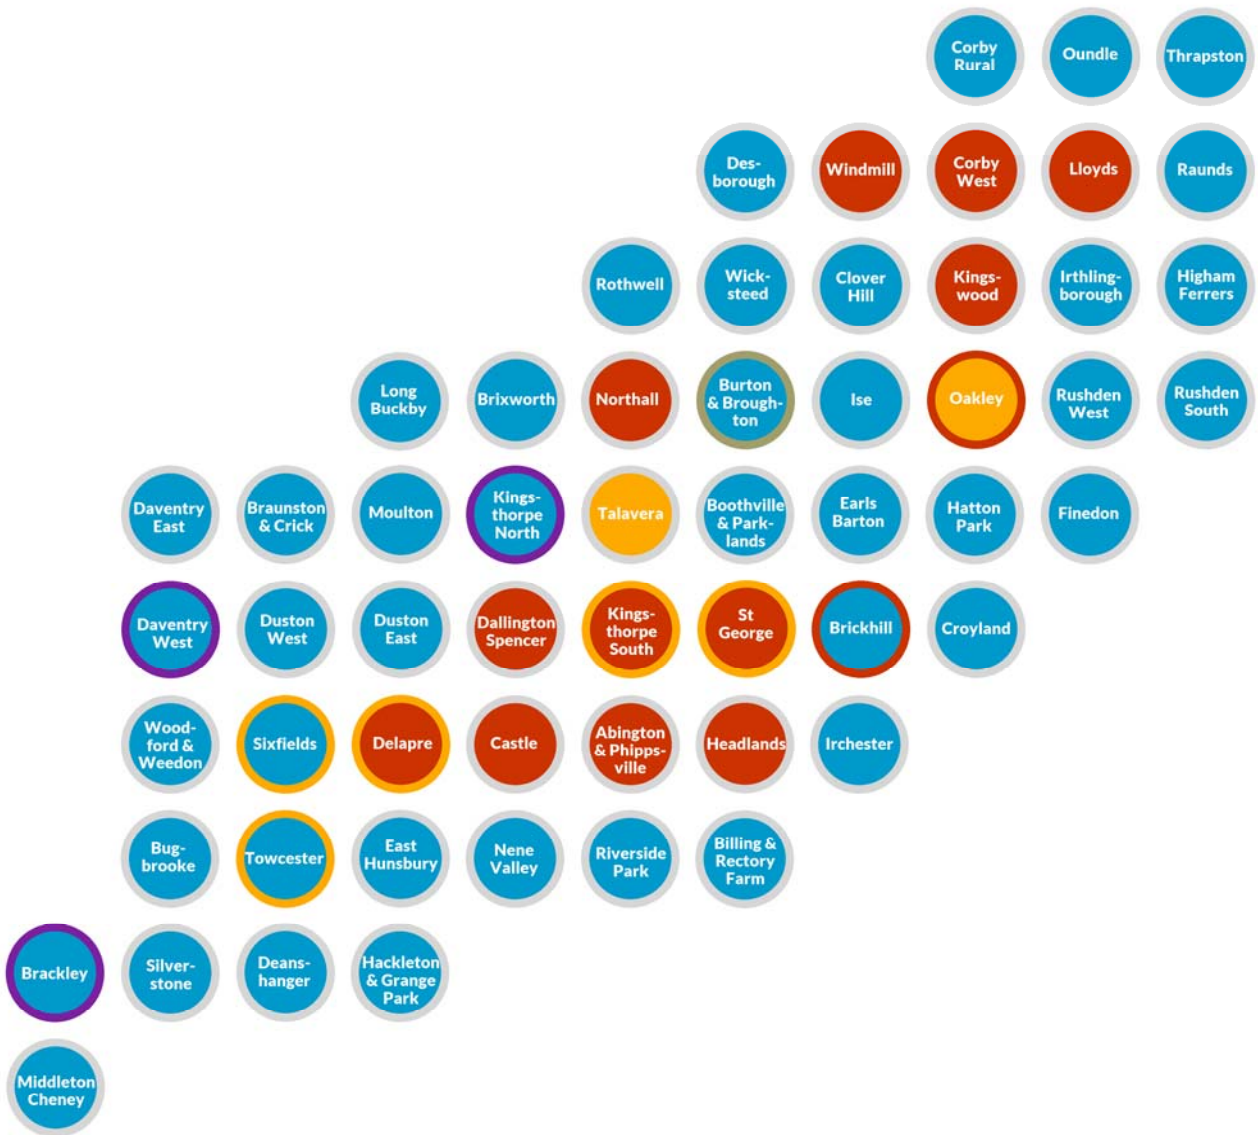 Corby
Rural
Oundle
Thrapston
Des-
borough
Windmill
Corby
West
Lloyds
Raunds
Rothwell
Wick-
steed
Clover
Hill
Kings-
wood
Irthling-
borough
Higham
Ferrers
Long
Buckby
Brixworth
Northall
Burton
& Brough-
ton
Ise
Oakley
Rushden
West
Rushden
South
Daventry
East
Braunston
& Crick
Moulton
Kings-
thorpe
North
Talavera
Boothville
& Park-
lands
Earls
Barton
Hatton
Park
Finedon
Daventry
West
Duston
West
Duston
East
Dallington
Spencer
Kings-
thorpe
South
St
George
Brickhill
Croyland
Wood-
ford &
Weedon
Sixfields
Delapre
Castle
Abington
& Phipps-
ville
Headlands
Irchester
Bug-
brooke
Towcester
East
Hunsbury
Nene
Valley
Riverside
Park
Billing &
Rectory
Farm
Brackley
Silver-
stone
Deans-
hanger
Hackleton
& Grange
Park
Middleton
Cheney